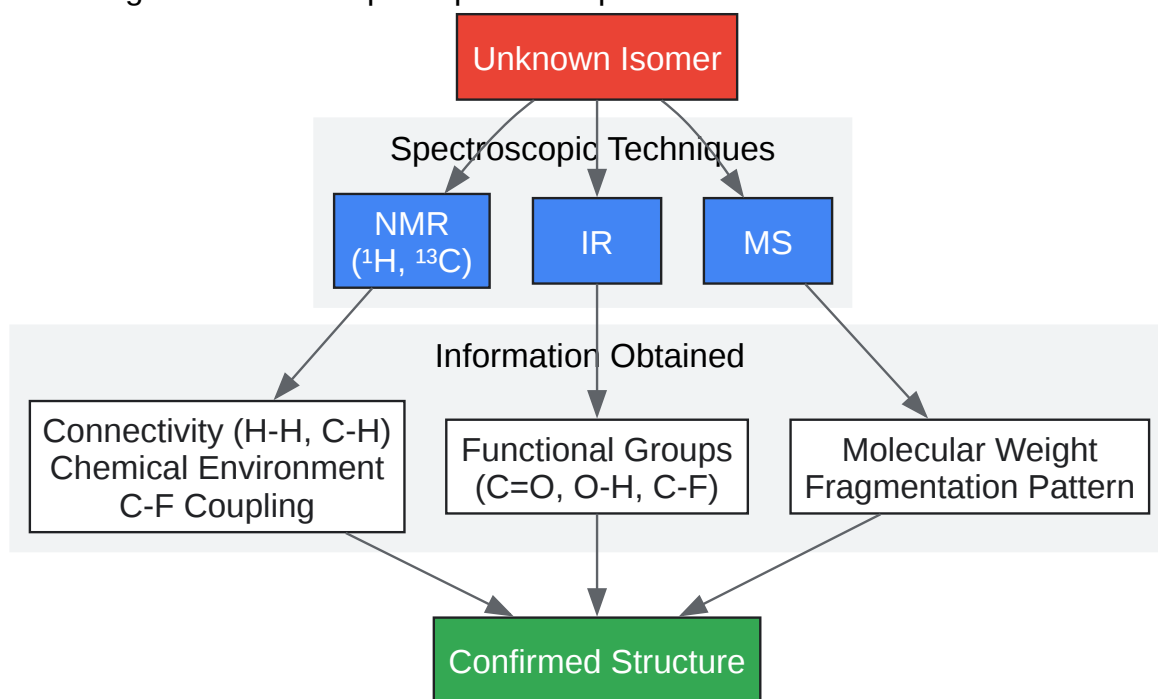 Unknown Isomer
Spectroscopic Techniques
NMR
(¹H, ¹³C)
IR
MS
Information Obtained
Connectivity (H-H, C-H)
Chemical Environment
C-F Coupling
Functional Groups
(C=O, O-H, C-F)
Molecular Weight
Fragmentation Pattern
Confirmed Structure